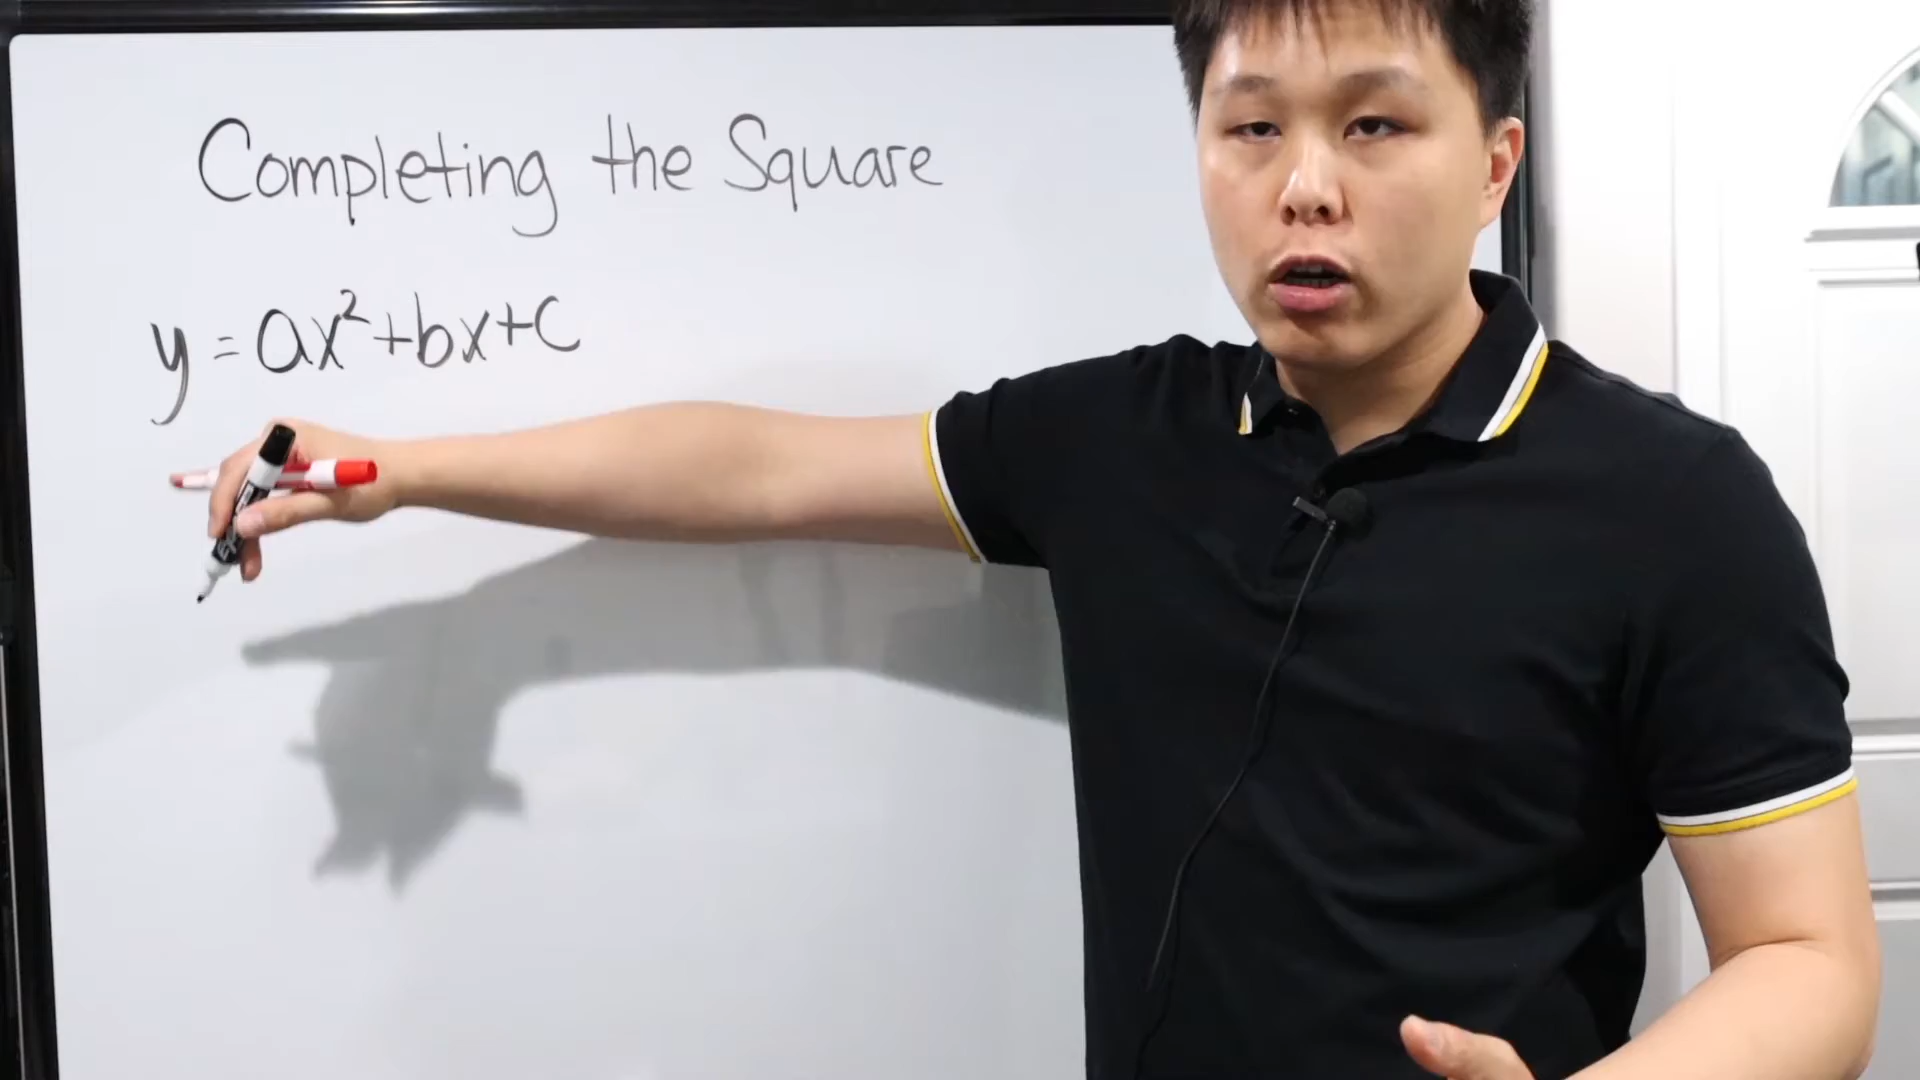 Completing the Square
y = ax²+bx+c